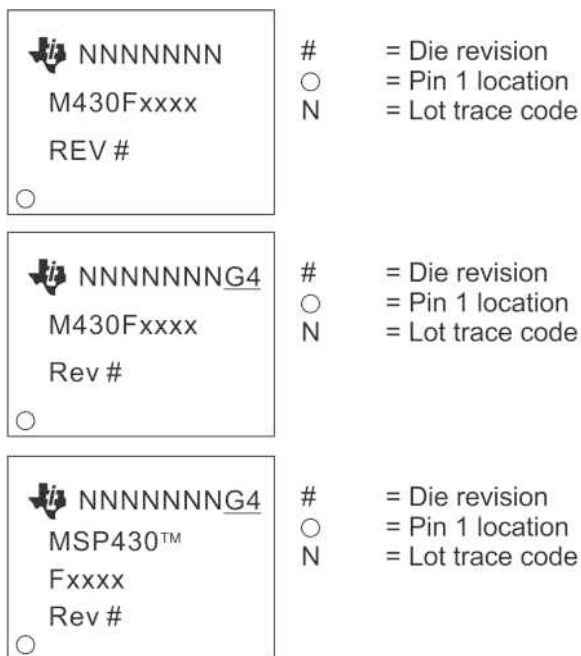 NNNNNNN
M430Fxxxx
REV #
# = Die revision
○ = Pin 1 location
N = Lot trace code
NNNNNNNG4
M430Fxxxx
Rev #
# = Die revision
○ = Pin 1 location
N = Lot trace code
NNNNNNNG4
MSP430™
Fxxxx
Rev #
# = Die revision
○ = Pin 1 location
N = Lot trace code